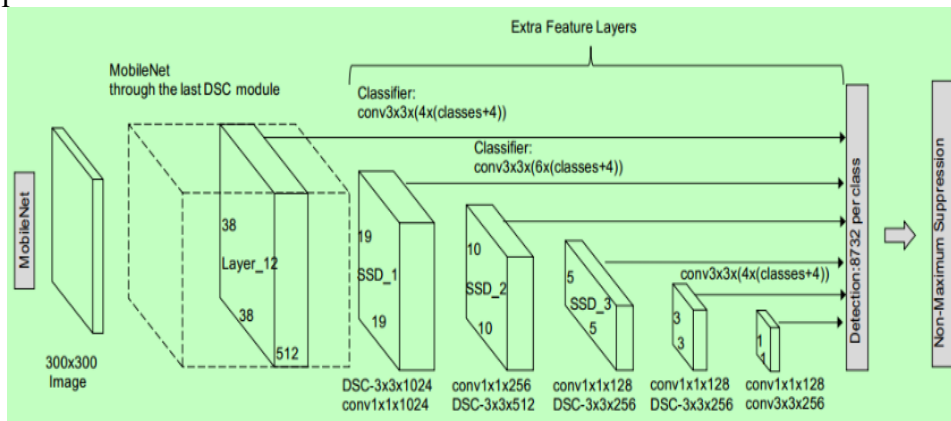 Extra Feature Layers
MobileNet
through the last DSC module
Classifier:
conv3x3x(4x(classes+4))
Classifier:
conv3x3x(6x(classes+4))
MobileNet
38
Layer_12
38
512
19
SSD_1
19
10
SSD_2
10
5
SSD_3
5
conv3x3x(4x(classes+4))
3
3
1
1
Detection:8732 per class
Non-Maximum Suppression
300x300
Image
DSC-3x3x1024
conv1x1x1024
conv1x1x256
DSC-3x3x512
conv1x1x128
DSC-3x3x256
conv1x1x128
DSC-3x3x256
conv1x1x128
conv3x3x256